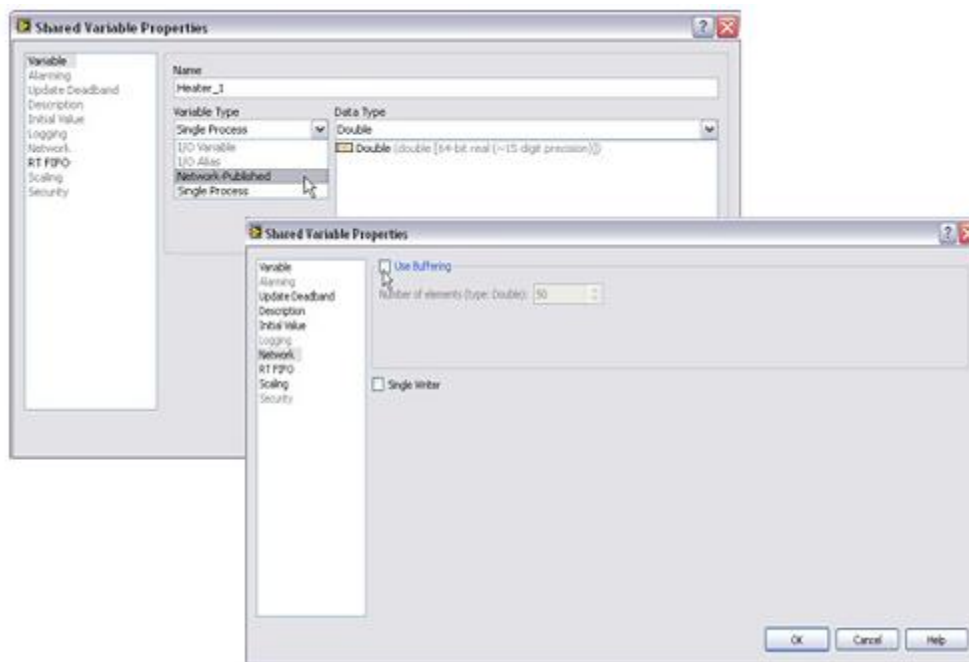 Shared Variable Properties
Variable
Alarming
Update Deadband
Description
Initial Value
Logging
Network
RT FIFO
Scaling
Security
Name
Heater_1
Variable Type
Data Type
Single Process
Double
I/O Variable
I/O Alias
Network-Published
Single Process
Double (double [64-bit real (~15 digit precision)])
Shared Variable Properties
Variable
Alarming
Update Deadband
Description
Initial Value
Logging
Network
RT FIFO
Scaling
Security
Use Buffering
Number of elements (type: Double): 50
Single Writer
OK
Cancel
Help